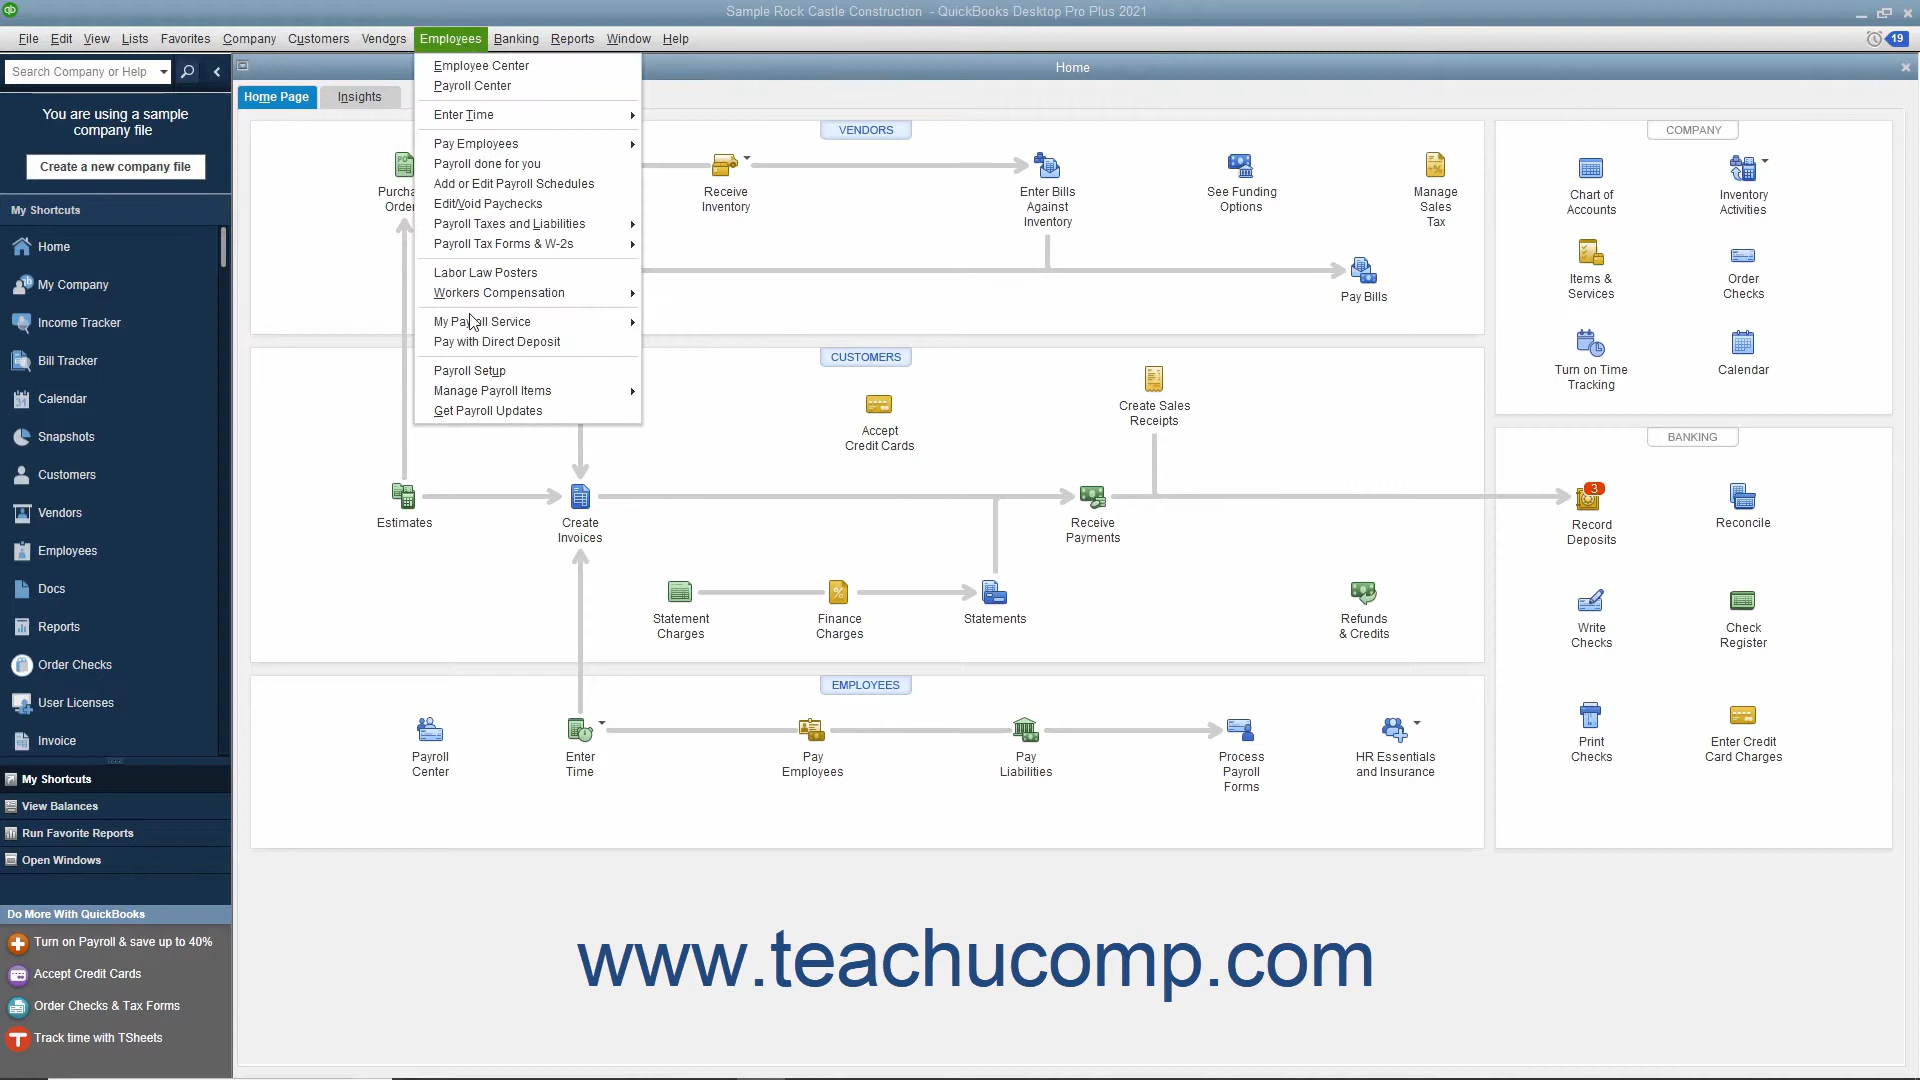 Sample Rock Castle Construction - QuickBooks Desktop Pro Plus 2021
File Edit View Lists Favorites Company Customers Vendors Employees Banking Reports Window Help
19
Search Company or Help
Home
You are using a sample
company file
Create a new company file
My Shortcuts
Home
My Company
Income Tracker
Bill Tracker
Calendar
Snapshots
Customers
Vendors
Employees
Docs
Reports
Order Checks
User Licenses
Invoice
My Shortcuts
View Balances
Run Favorite Reports
Open Windows
Do More With QuickBooks
Turn on Payroll & save up to 40%
Accept Credit Cards
Order Checks & Tax Forms
Track time with TSheets
Home Page
Insights
Employee Center
Payroll Center
Enter Time
Pay Employees
Payroll done for you
Add or Edit Payroll Schedules
Edit/Void Paychecks
Payroll Taxes and Liabilities
Payroll Tax Forms & W-2s
Labor Law Posters
Workers Compensation
My Payroll Service
Pay with Direct Deposit
Payroll Setup
Manage Payroll Items
Get Payroll Updates
VENDORS
Receive
Inventory
Enter Bills
Against
Inventory
See Funding
Options
Manage
Sales
Tax
Pay Bills
CUSTOMERS
Accept
Credit Cards
Create Sales
Receipts
Estimates
Create
Invoices
Receive
Payments
Statement
Charges
Finance
Charges
Statements
Refunds
& Credits
EMPLOYEES
Payroll
Center
Enter
Time
Pay
Employees
Pay
Liabilities
Process
Payroll
Forms
HR Essentials
and Insurance
COMPANY
Chart of
Accounts
Inventory
Activities
Items &
Services
Order
Checks
Turn on Time
Tracking
Calendar
BANKING
3
Record
Deposits
Reconcile
Write
Checks
Check
Register
Print
Checks
Enter Credit
Card Charges
www.teachucomp.com